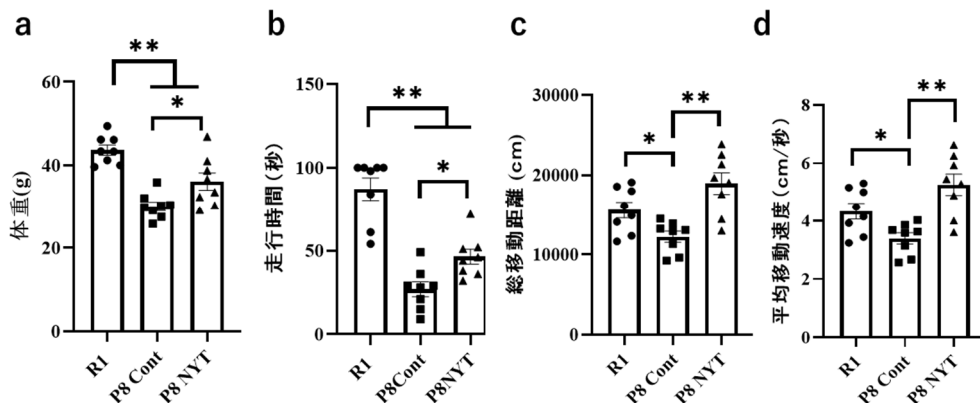 a
**
*
体重(g)
60
40
20
0
R1
P8 Cont
P8 NYT
b
**
*
走行時間 (秒)
150
100
50
0
R1
P8Cont
P8NYT
c
**
*
総移動距離 (cm)
30000
20000
10000
0
R1
P8 Cont
P8 NYT
d
**
*
平均移動速度(cm/秒)
8
6
4
2
0
R1
P8 Cont
P8 NYT